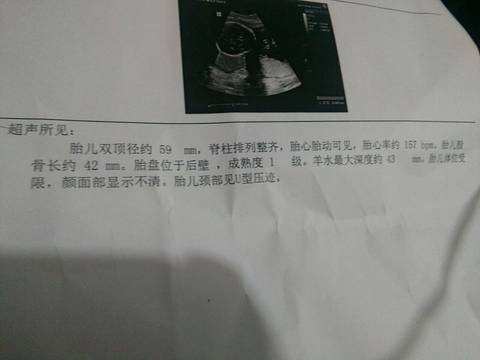 超声所见：
胎儿双顶径约 59 mm，脊柱排列整齐，胎心胎动可见，胎心率约 157 bpm，胎儿股
骨长约 42 mm。胎盘位于后壁，成熟度 1 级，羊水最大深度约 43 mm。胎儿体位受
限，颜面部显示不清。胎儿颈部见U型压迹，